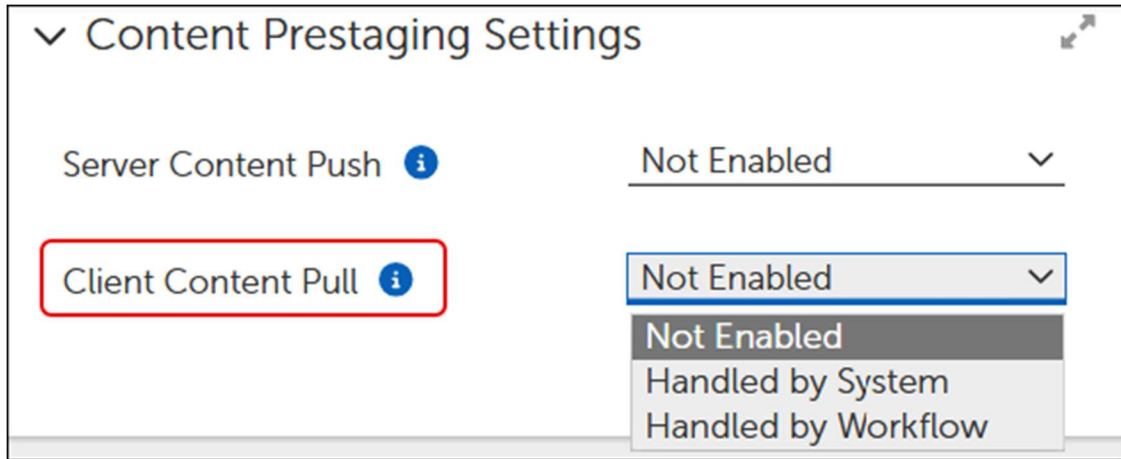 Content Prestaging Settings
Server Content Push Not Enabled
Client Content Pull Not Enabled
Not Enabled
Handled by System
Handled by Workflow